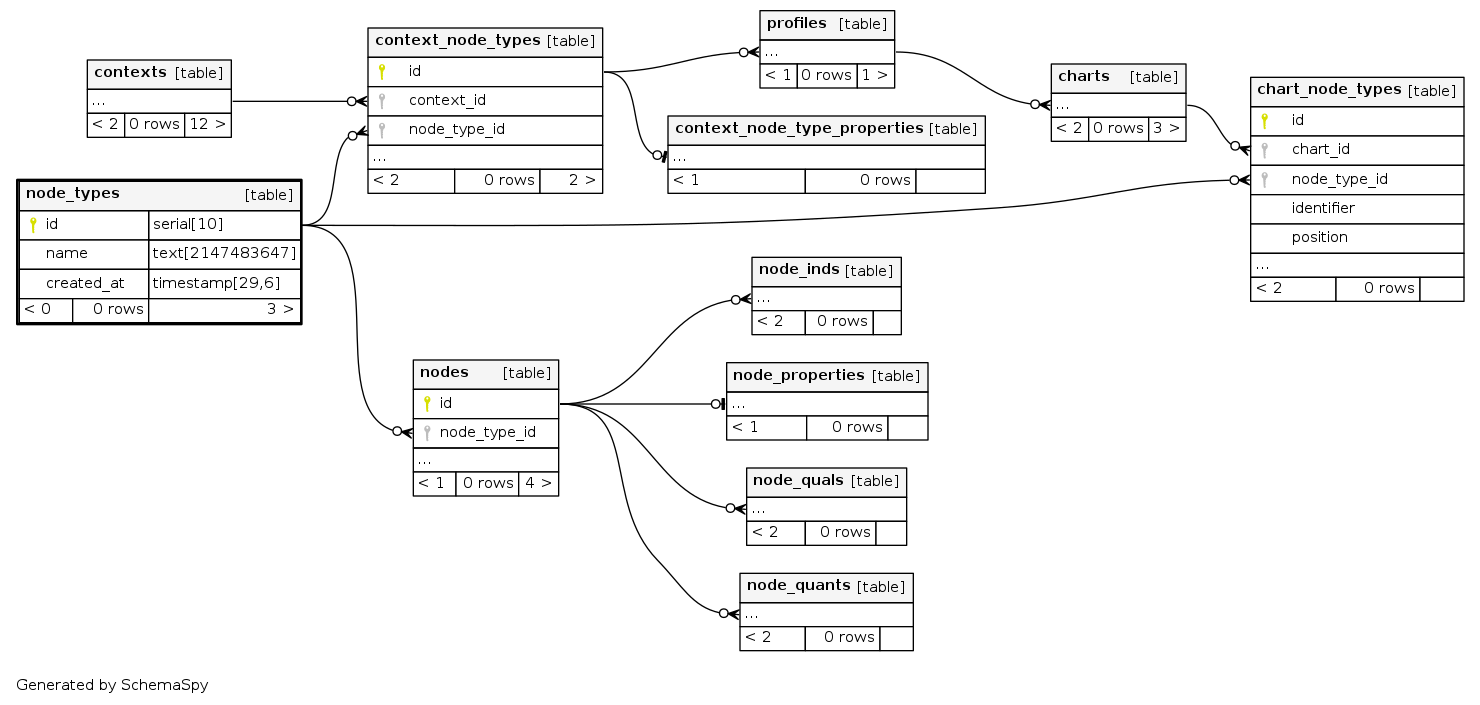 contexts [table]
...
< 2 0 rows 12 >
node_types [table]
id serial[10]
name text[2147483647]
created_at timestamp[29,6]
< 0 0 rows 3 >
context_node_types [table]
id
context_id
node_type_id
...
< 2 0 rows 2 >
nodes [table]
id
node_type_id
...
< 1 0 rows 4 >
profiles [table]
...
< 1 0 rows 1 >
context_node_type_properties [table]
...
< 1 0 rows
node_inds [table]
...
< 2 0 rows
node_properties [table]
...
< 1 0 rows
node_quals [table]
...
< 2 0 rows
node_quants [table]
...
< 2 0 rows
charts [table]
...
< 2 0 rows 3 >
chart_node_types [table]
id
chart_id
node_type_id
identifier
position
...
< 2 0 rows
Generated by SchemaSpy